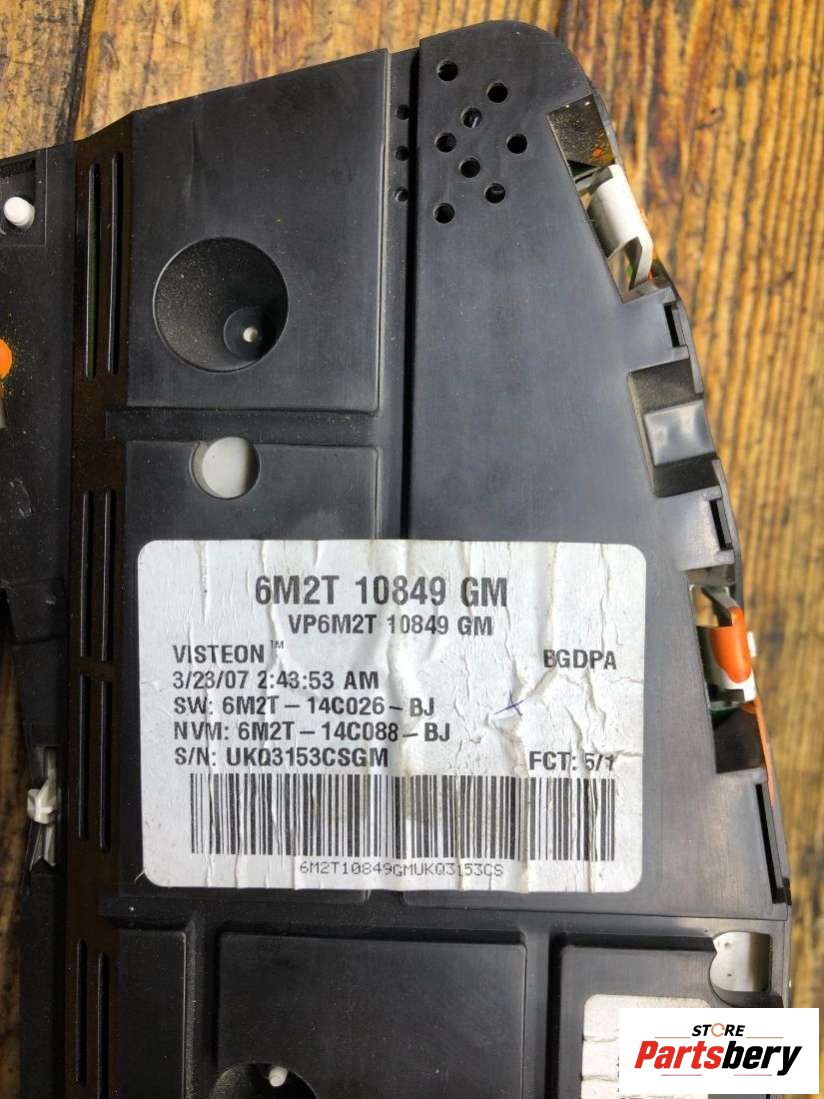 6M2T 10849 GM
VP6M2T 10849 GM
VISTEON™ BGDPA
3/23/07 2:43:53 AM
SW: 6M2T-14C026-BJ
NVM: 6M2T-14C088-BJ
S/N: UKQ3153CSGM FCT: 5/1
6M2T10849GMUKQ3153CS
STORE
Partsbery